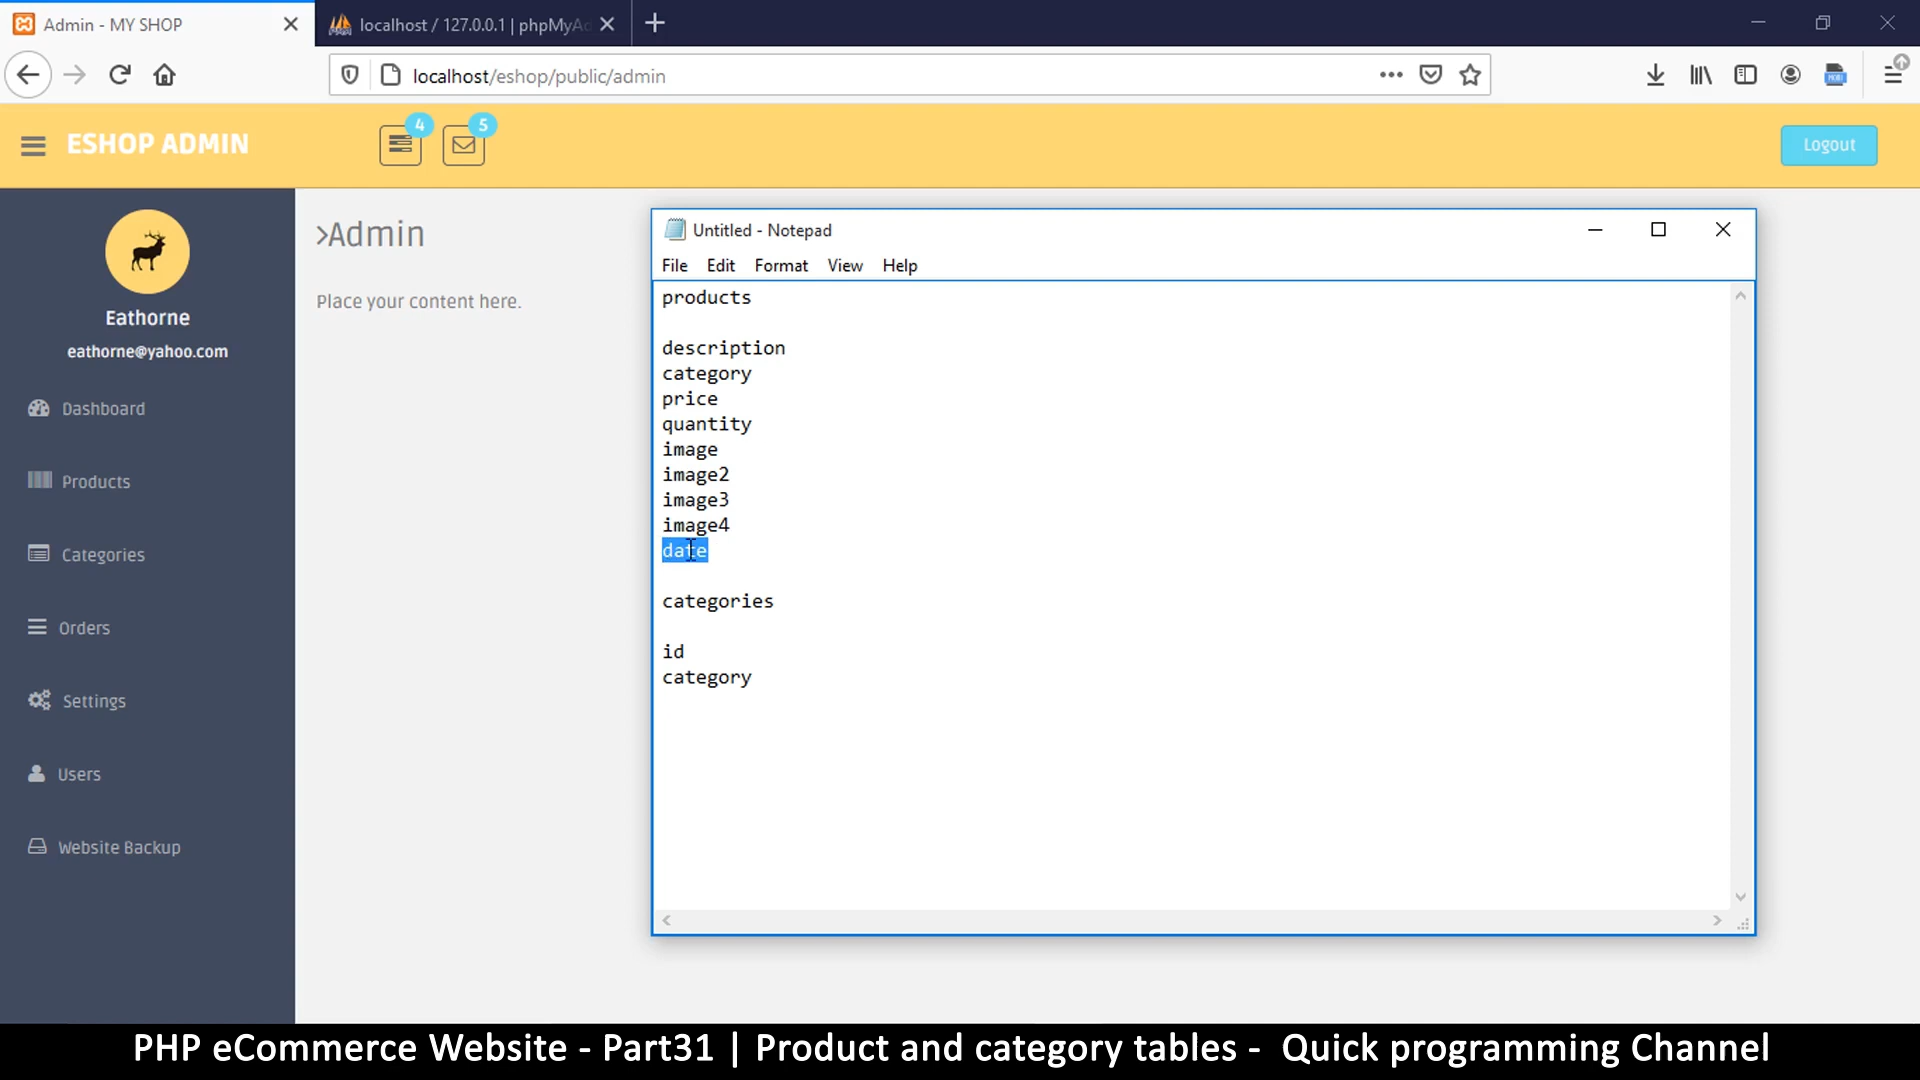 Admin - MY SHOP
localhost / 127.0.0.1 | phpMyAd
localhost/eshop/public/admin
ESHOP ADMIN
4
5
Logout
Eathorne
eathorne@yahoo.com
Dashboard
Products
Categories
Orders
Settings
Users
Website Backup
>Admin
Place your content here.
Untitled - Notepad
File Edit Format View Help
products
description
category
price
quantity
image
image2
image3
image4
date
categories
id
category
PHP eCommerce Website - Part31 | Product and category tables - Quick programming Channel